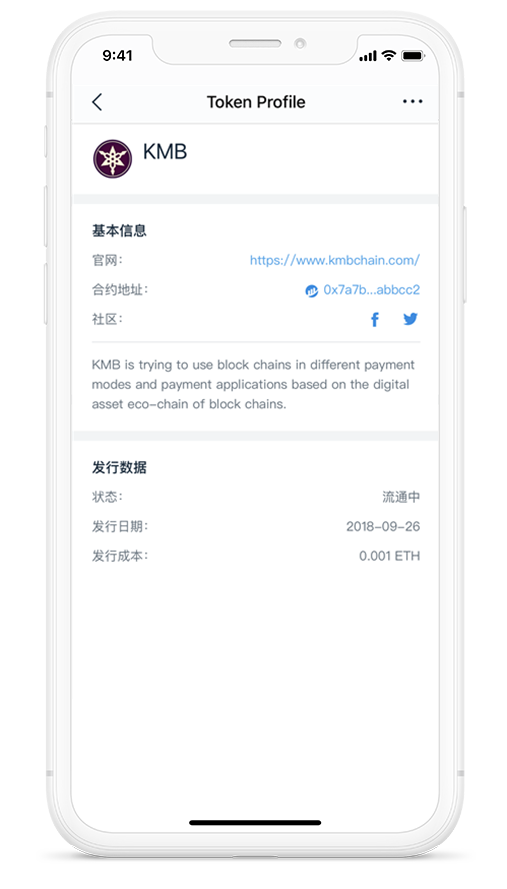 9:41
Token Profile
KMB
基本信息
官网：
https://www.kmbchain.com/
合约地址：
0x7a7b...abbcc2
社区：
KMB is trying to use block chains in different payment
modes and payment applications based on the digital
asset eco-chain of block chains.
发行数据
状态：
流通中
发行日期：
2018-09-26
发行成本：
0.001 ETH